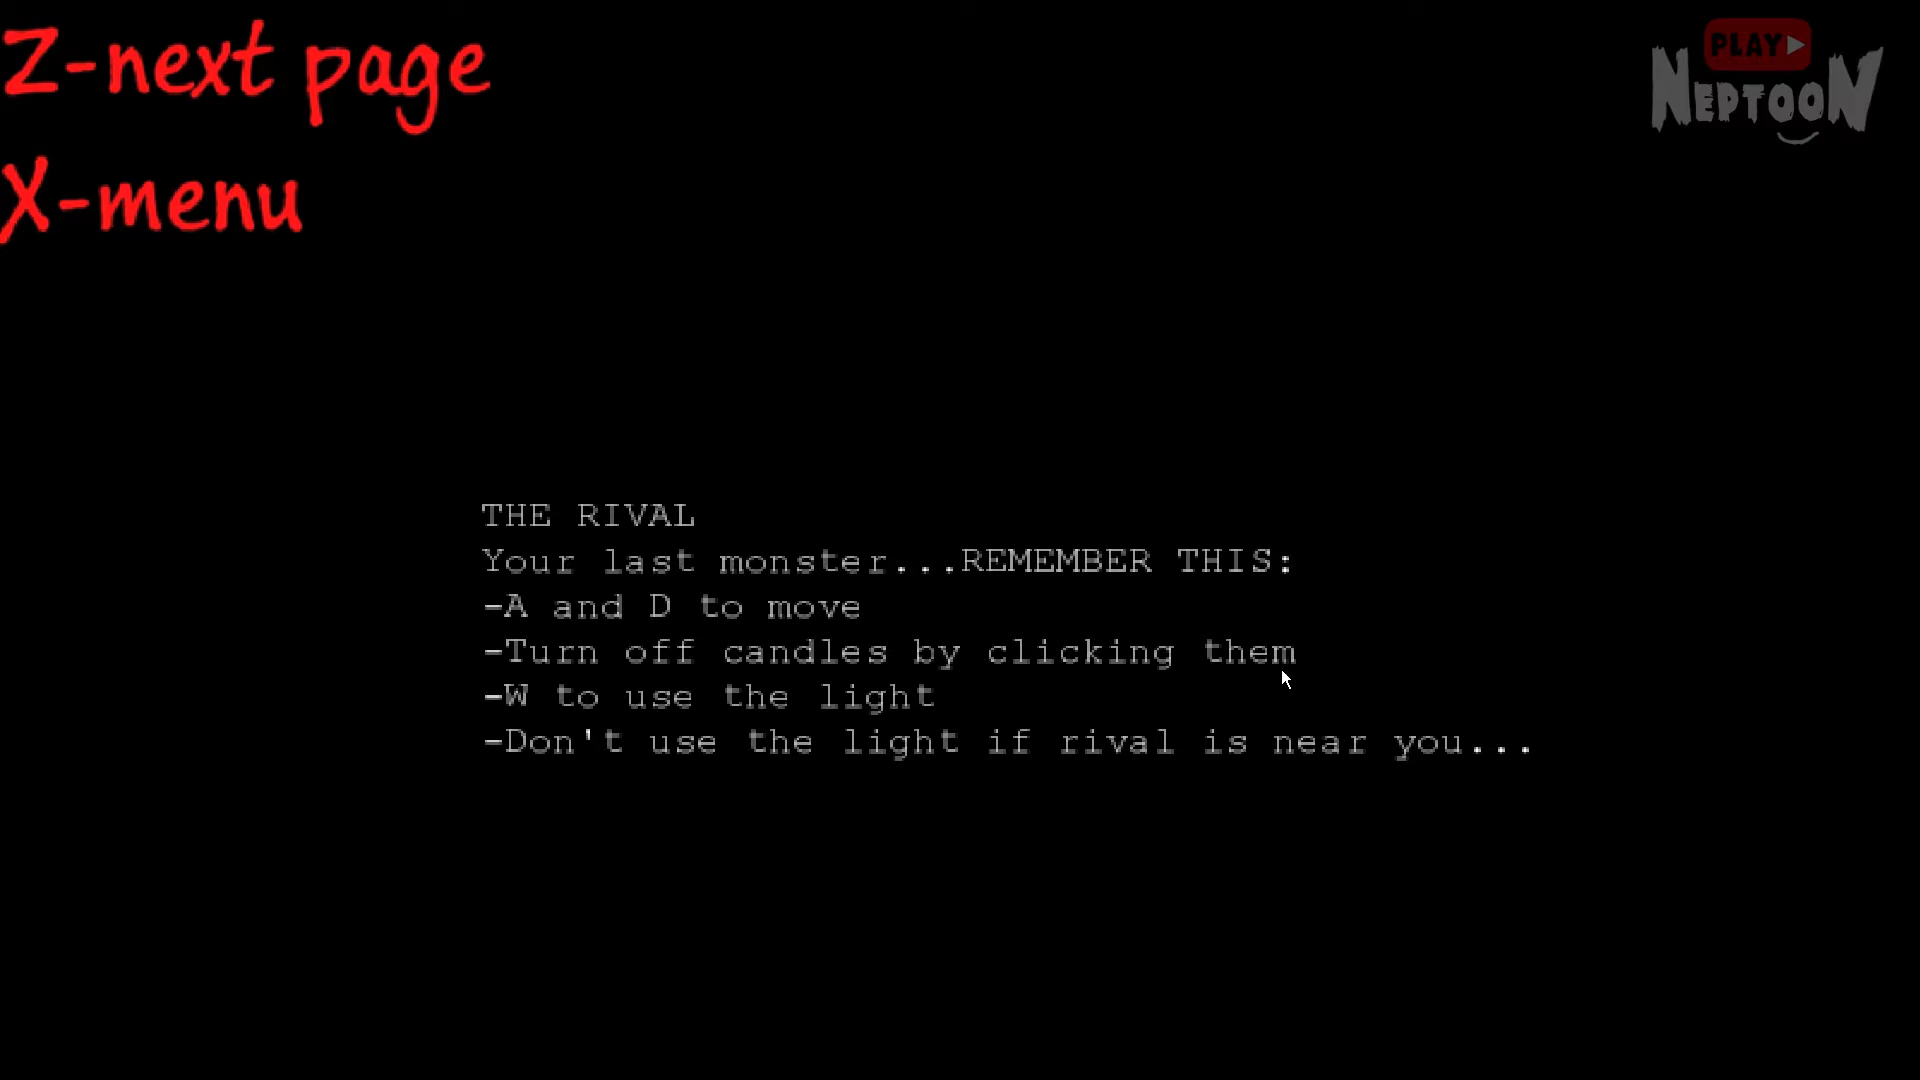 Z-next page
X-menu
PLAY
NEPTOON
THE RIVAL
Your last monster...REMEMBER THIS:
-A and D to move
-Turn off candles by clicking them
-W to use the light
-Don't use the light if rival is near you...